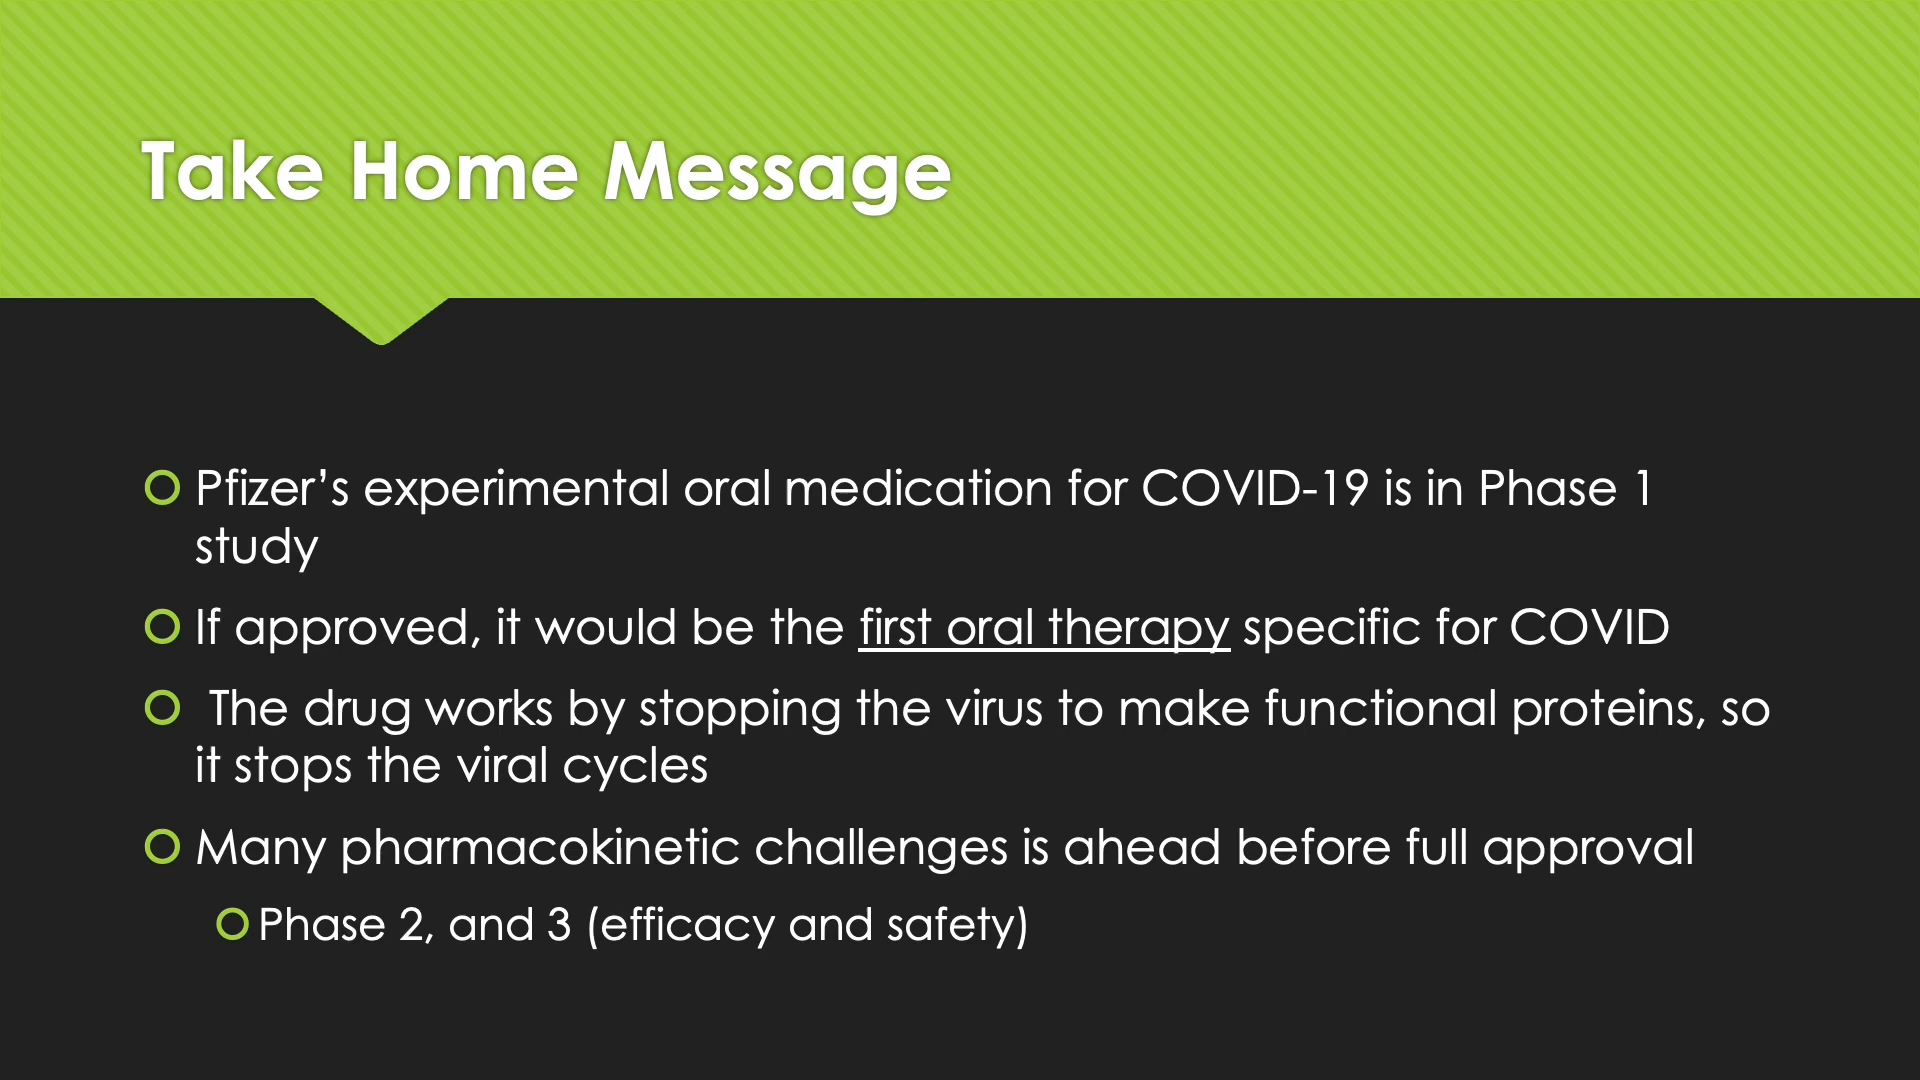 Take Home Message
Pfizer’s experimental oral medication for COVID-19 is in Phase 1
study
If approved, it would be the first oral therapy specific for COVID
The drug works by stopping the virus to make functional proteins, so
it stops the viral cycles
Many pharmacokinetic challenges is ahead before full approval
Phase 2, and 3 (efficacy and safety)